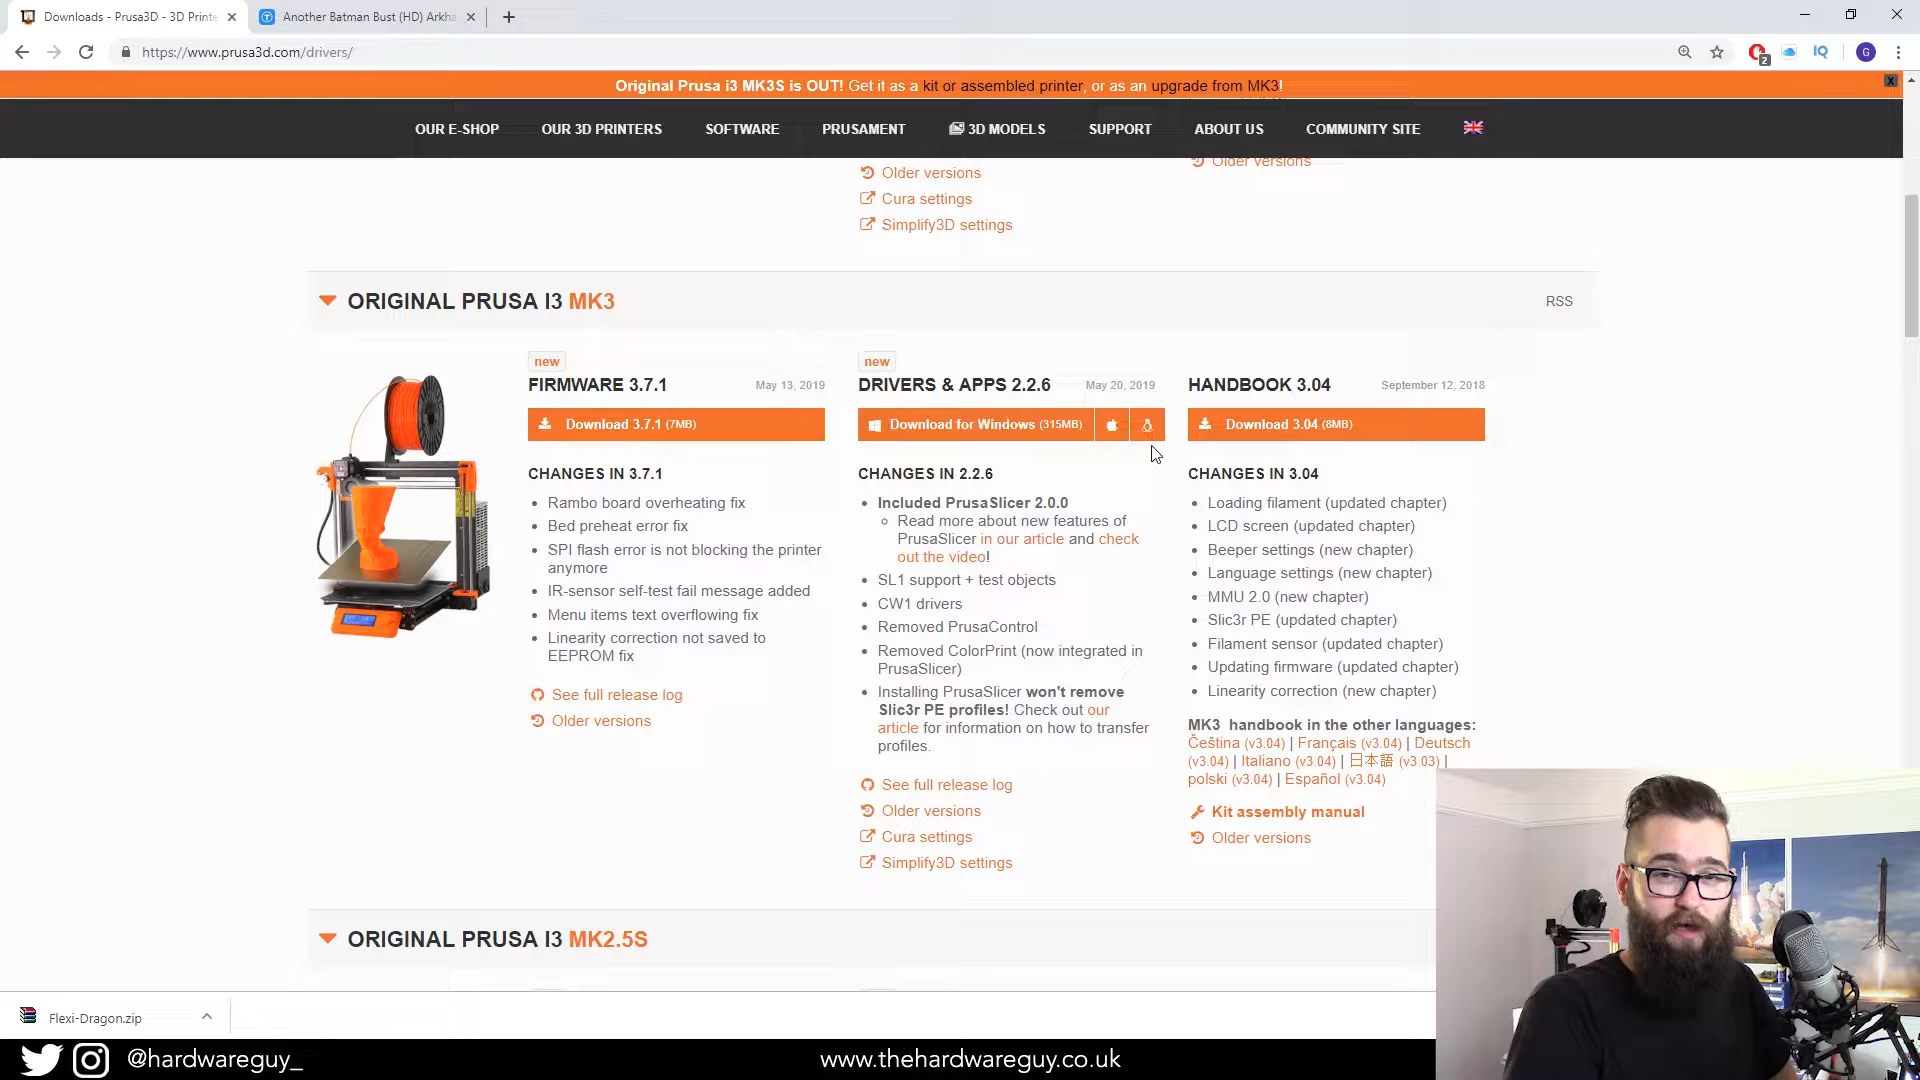 Downloads - Prusa3D - 3D Printe
Another Batman Bust (HD) Arkha
https://www.prusa3d.com/drivers/
2
IQ
G
Original Prusa i3 MK3S is OUT! Get it as a kit or assembled printer, or as an upgrade from MK3!
X
OUR E-SHOP
OUR 3D PRINTERS
SOFTWARE
PRUSAMENT
3D MODELS
SUPPORT
ABOUT US
COMMUNITY SITE
Older versions
Cura settings
Simplify3D settings
Older versions
ORIGINAL PRUSA I3 MK3
RSS
new
FIRMWARE 3.7.1
May 13, 2019
Download 3.7.1 (7MB)
CHANGES IN 3.7.1
Rambo board overheating fix
Bed preheat error fix
SPI flash error is not blocking the printer
anymore
IR-sensor self-test fail message added
Menu items text overflowing fix
Linearity correction not saved to
EEPROM fix
See full release log
Older versions
new
DRIVERS & APPS 2.2.6
May 20, 2019
Download for Windows (315MB)
CHANGES IN 2.2.6
Included PrusaSlicer 2.0.0
Read more about new features of
PrusaSlicer in our article and check
out the video!
SL1 support + test objects
CW1 drivers
Removed PrusaControl
Removed ColorPrint (now integrated in
PrusaSlicer)
Installing PrusaSlicer won't remove
Slic3r PE profiles! Check out our
article for information on how to transfer
profiles.
See full release log
Older versions
Cura settings
Simplify3D settings
HANDBOOK 3.04
September 12, 2018
Download 3.04 (8MB)
CHANGES IN 3.04
Loading filament (updated chapter)
LCD screen (updated chapter)
Beeper settings (new chapter)
Language settings (new chapter)
MMU 2.0 (new chapter)
Slic3r PE (updated chapter)
Filament sensor (updated chapter)
Updating firmware (updated chapter)
Linearity correction (new chapter)
MK3 handbook in the other languages:
Čeština (v3.04) | Français (v3.04) | Deutsch
(v3.04) | Italiano (v3.04) | 日本語 (v3.03) |
polski (v3.04) | Español (v3.04)
Kit assembly manual
Older versions
ORIGINAL PRUSA I3 MK2.5S
Flexi-Dragon.zip
@hardwareguy_
www.thehardwareguy.co.uk